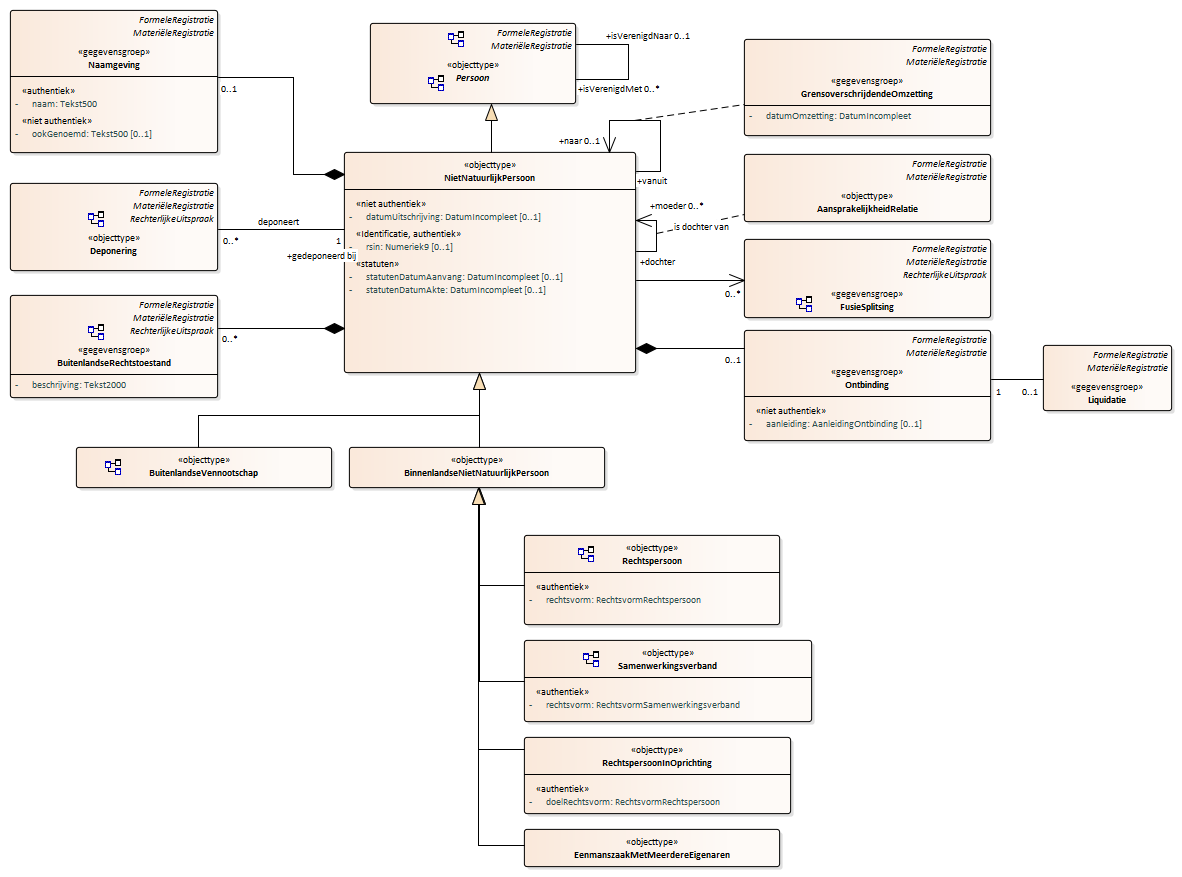 FormeleRegistratie
MateriëleRegistratie
«gegevensgroep»
Naamgeving
«authentiek»
- naam: Tekst500
«niet authentiek»
- ookGenoemd: Tekst500 [0..1]
0..1
FormeleRegistratie
MateriëleRegistratie
«objecttype»
Persoon
+isVerenigdNaar 0..1
+isVerenigdMet 0..*
FormeleRegistratie
MateriëleRegistratie
«gegevensgroep»
GrensoverschrijdendeOmzetting
- datumOmzetting: DatumIncompleet
+naar 0..1
+vanuit
FormeleRegistratie
MateriëleRegistratie
RechterlijkeUitspraak
«objecttype»
Deponering
deponeert
0..*
1
+gedeponeerd bij
«objecttype»
NietNatuurlijkPersoon
«niet authentiek»
- datumUitschrijving: DatumIncompleet [0..1]
«Identificatie, authentiek»
- rsin: Numeriek9 [0..1]
«statuten»
- statutenDatumAanvang: DatumIncompleet [0..1]
- statutenDatumAkte: DatumIncompleet [0..1]
FormeleRegistratie
MateriëleRegistratie
«objecttype»
AansprakelijkheidRelatie
+moeder 0..*
is dochter van
+dochter
FormeleRegistratie
MateriëleRegistratie
RechterlijkeUitspraak
«gegevensgroep»
FusieSplitsing
0..*
FormeleRegistratie
MateriëleRegistratie
RechterlijkeUitspraak
«gegevensgroep»
BuitenlandseRechtstoestand
- beschrijving: Tekst2000
0..*
FormeleRegistratie
MateriëleRegistratie
«gegevensgroep»
Ontbinding
«niet authentiek»
- aanleiding: AanleidingOntbinding [0..1]
0..1
1
0..1
FormeleRegistratie
MateriëleRegistratie
«gegevensgroep»
Liquidatie
«objecttype»
BuitenlandseVennootschap
«objecttype»
BinnenlandseNietNatuurlijkPersoon
«objecttype»
Rechtspersoon
«authentiek»
- rechtsvorm: RechtsvormRechtspersoon
«objecttype»
Samenwerkingsverband
«authentiek»
- rechtsvorm: RechtsvormSamenwerkingsverband
«objecttype»
RechtspersoonInOprichting
«authentiek»
- doelRechtsvorm: RechtsvormRechtspersoon
«objecttype»
EenmanszaakMetMeerdereEigenaren